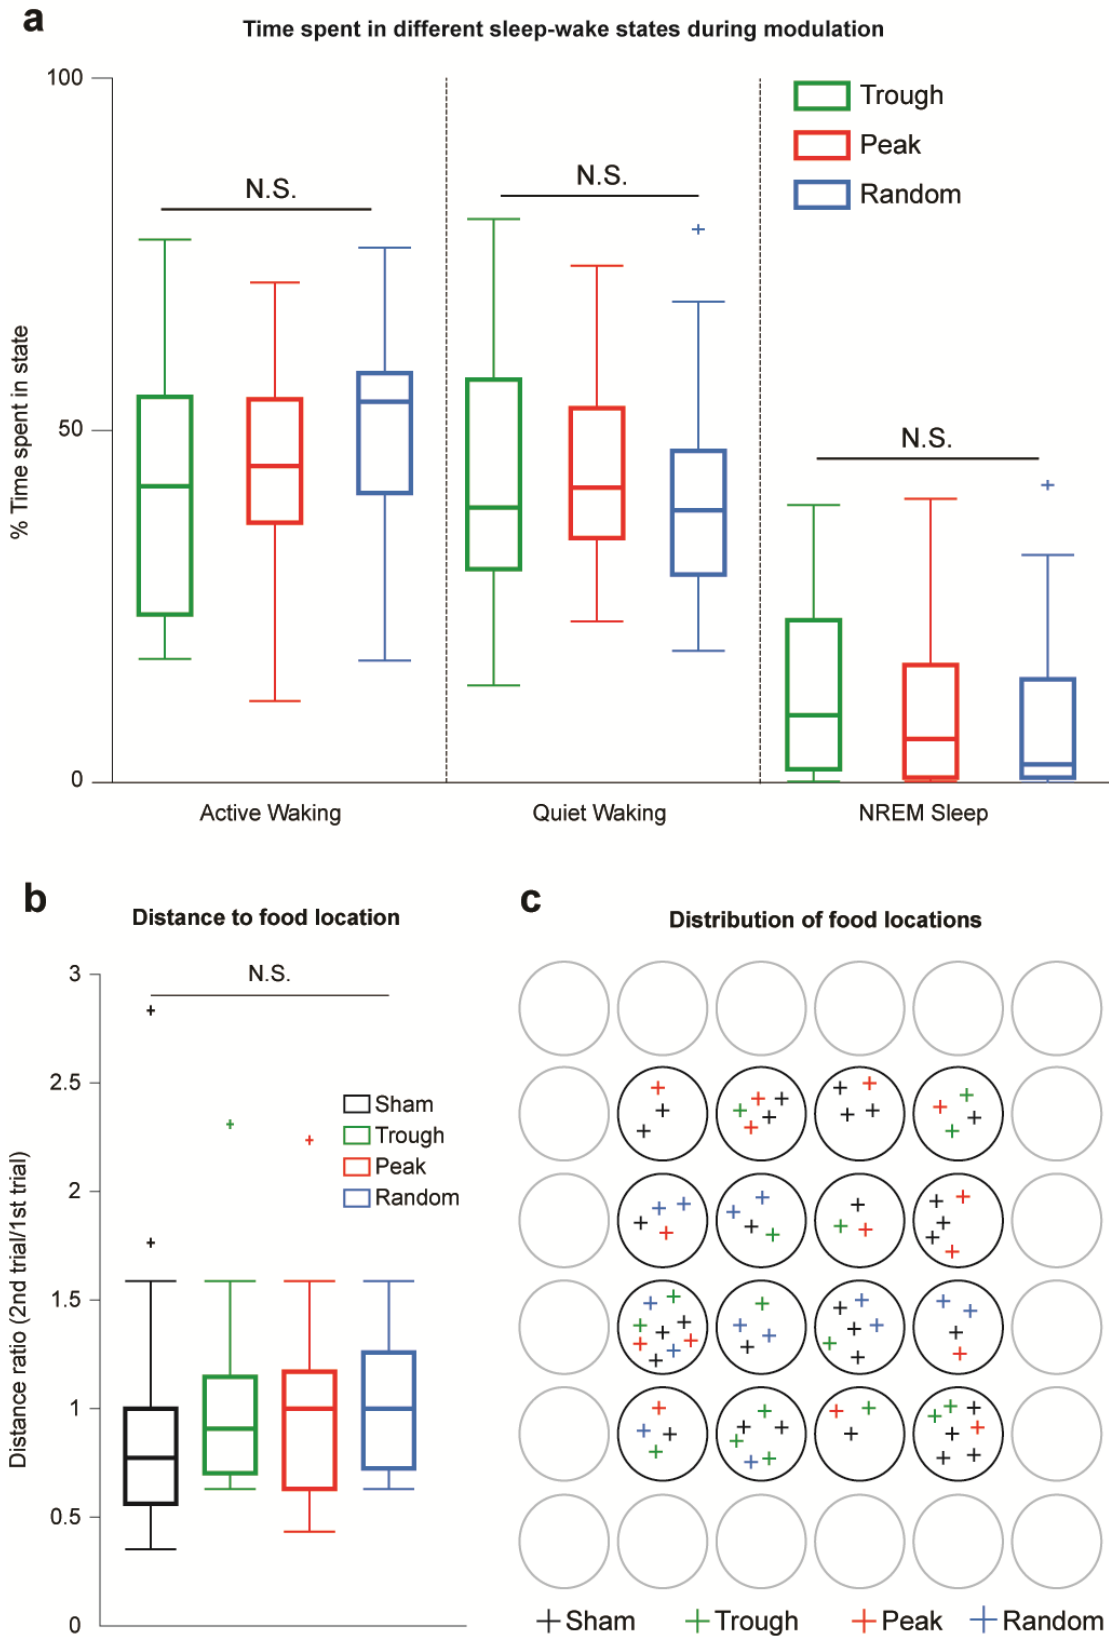 a
Time spent in different sleep-wake states during modulation
100
Trough
Peak
Random
N.S.
N.S.
50
N.S.
% Time spent in state
0
Active Waking
Quiet Waking
NREM Sleep
b
Distance to food location
3
N.S.
2.5
Sham
Trough
Peak
Random
2
1.5
1
0.5
0
Distance ratio (2nd trial/1st trial)
c
Distribution of food locations
Sham
Trough
Peak
Random